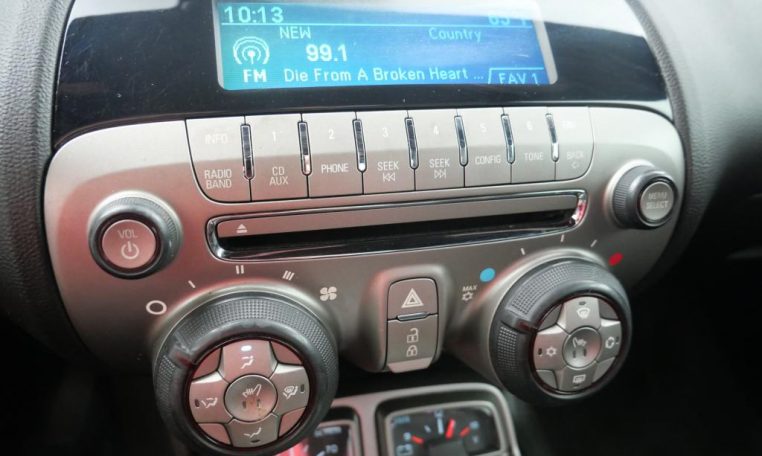 10:13
NEW
Country
99.1
FM
Die From A Broken Heart ...
FAV 1
INFO 1 2 3 4 5 6
RADIO BAND
CD AUX
PHONE
SEEK
SEEK
CONFIG
TONE
BACK
VOL
MENU SELECT
MAX